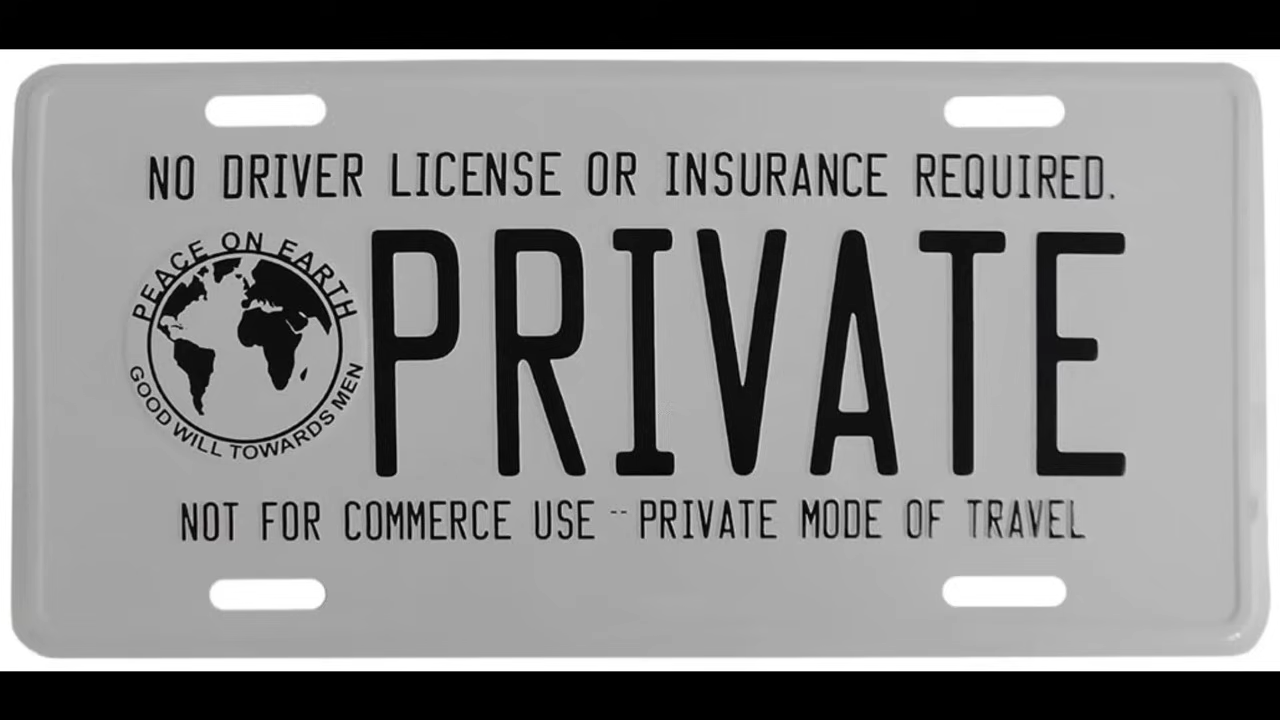 NO DRIVER LICENSE OR INSURANCE REQUIRED.
PEACE ON EARTH
PRIVATE
GOOD WILL TOWARDS MEN
NOT FOR COMMERCE USE -- PRIVATE MODE OF TRAVEL